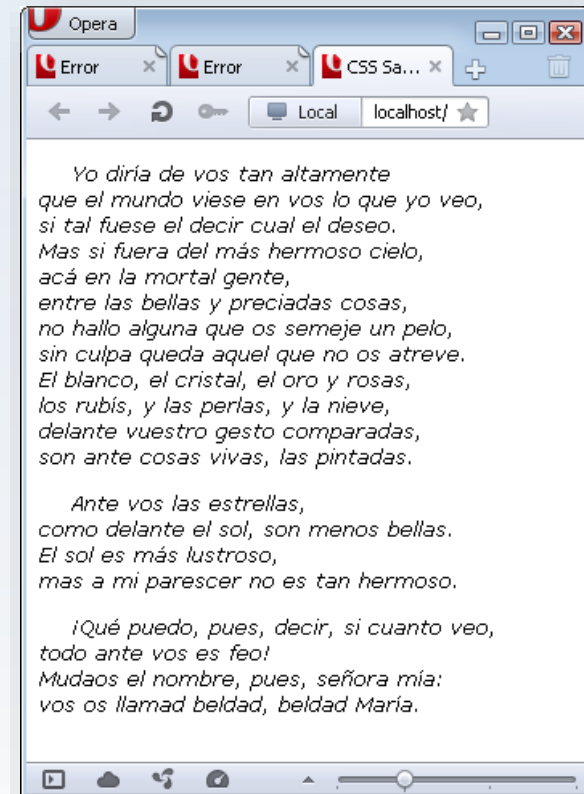 Opera
Error
Error
CSS Sa...
Local
localhost/
Yo diría de vos tan altamente
que el mundo viese en vos lo que yo veo,
si tal fuese el decir cual el deseo.
Mas si fuera del más hermoso cielo,
acá en la mortal gente,
entre las bellas y preciadas cosas,
no hallo alguna que os semeje un pelo,
sin culpa queda aquel que no os atreve.
El blanco, el cristal, el oro y rosas,
los rubís, y las perlas, y la nieve,
delante vuestro gesto comparadas,
son ante cosas vivas, las pintadas.
Ante vos las estrellas,
como delante el sol, son menos bellas.
El sol es más lustroso,
mas a mi parescer no es tan hermoso.
¡Qué puedo, pues, decir, si cuanto veo,
todo ante vos es feo!
Mudaos el nombre, pues, señora mía:
vos os llamad beldad, beldad María.